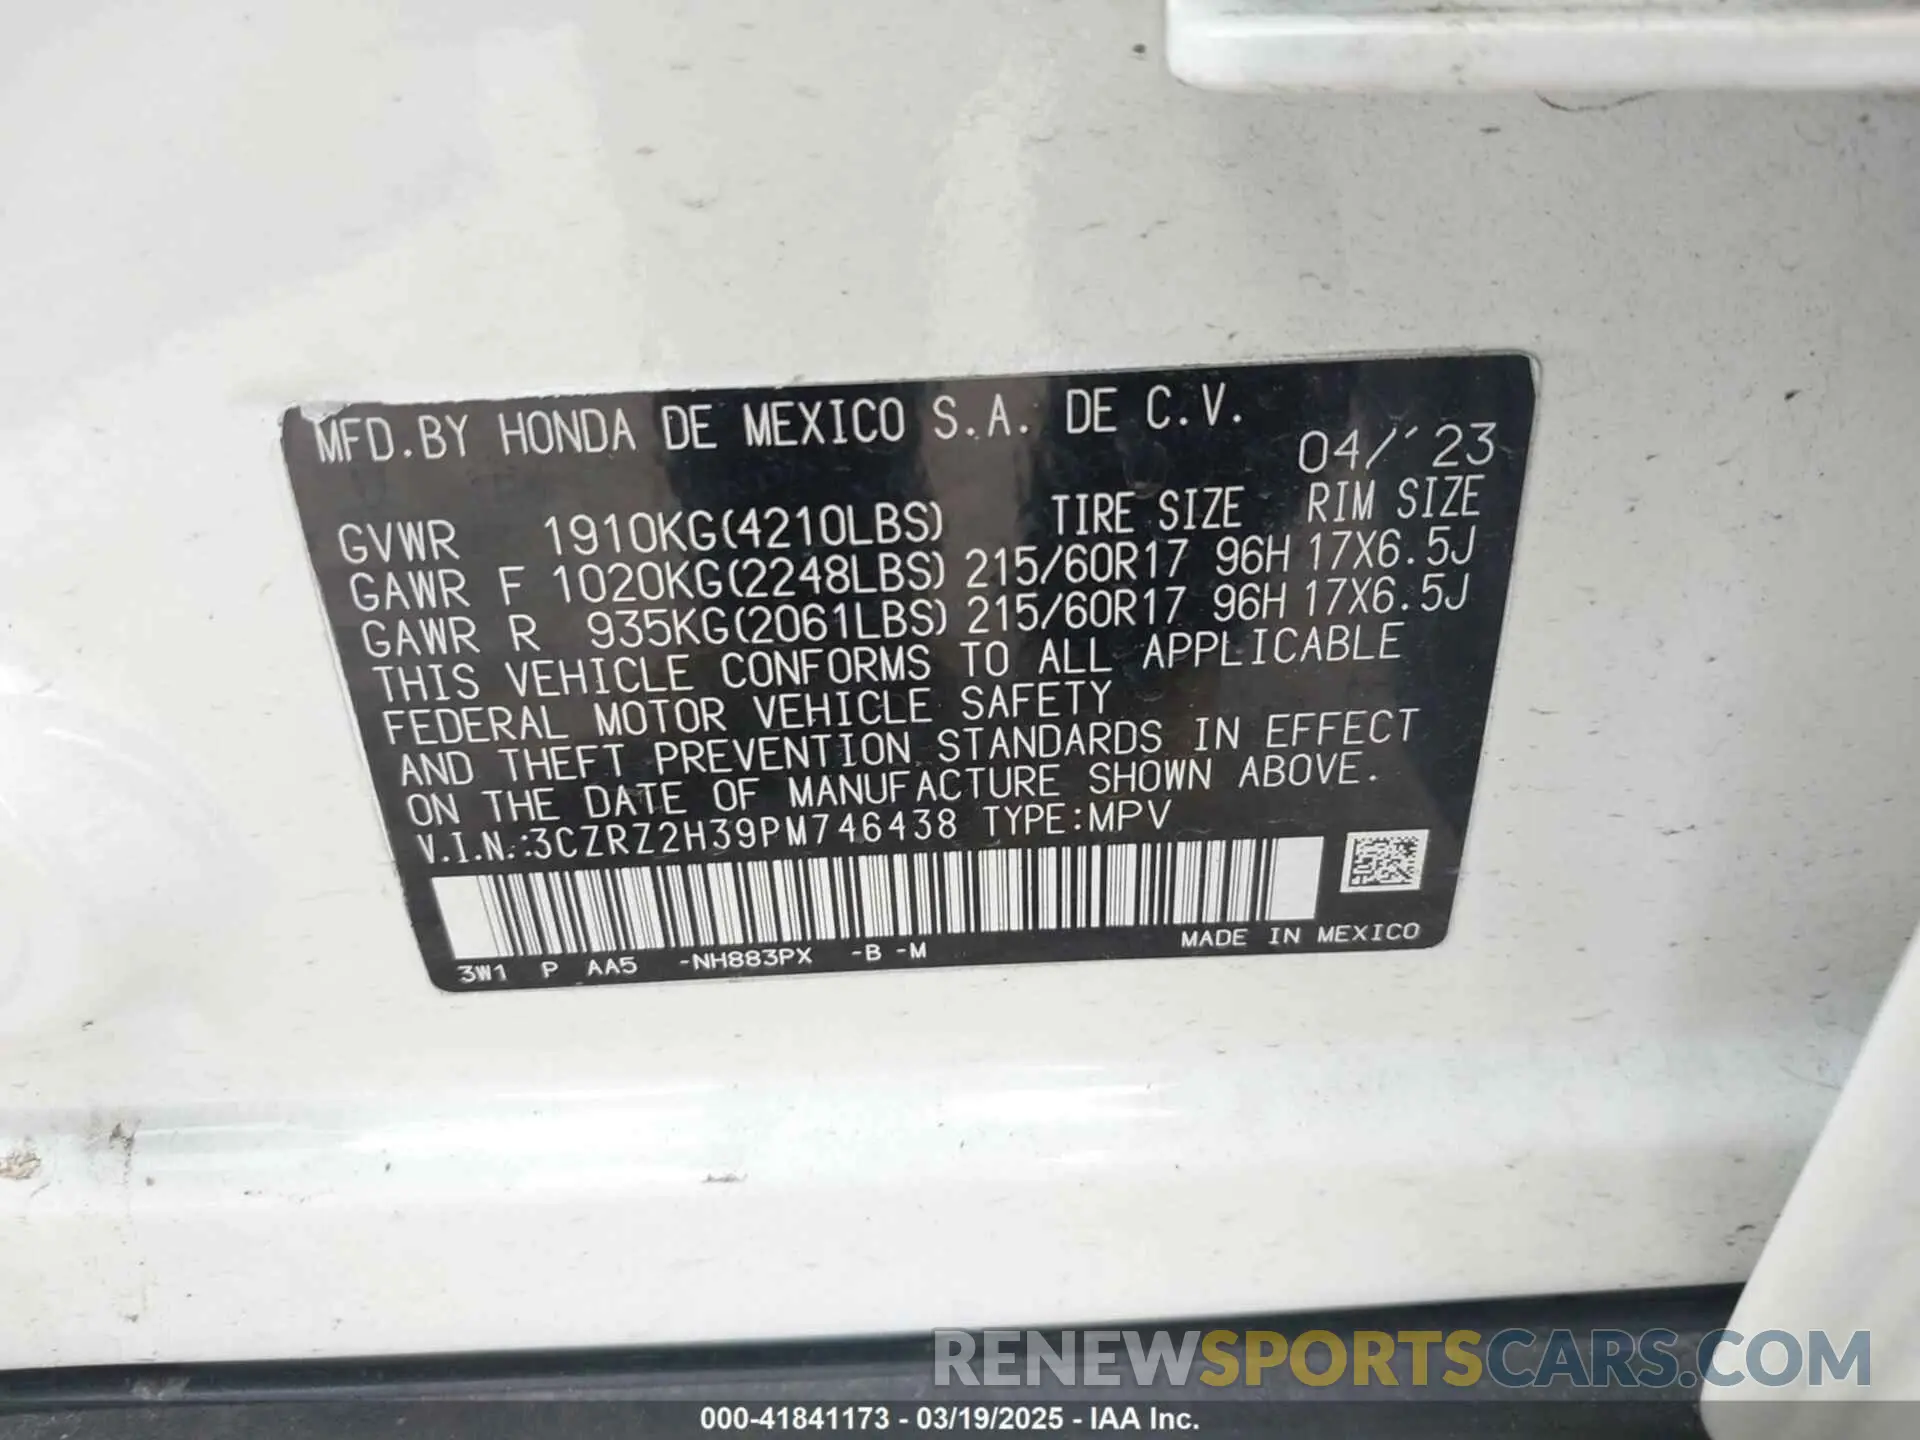 MFD.BY HONDA DE MEXICO S.A. DE C.V.
04/'23
GVWR 1910KG(4210LBS) TIRE SIZE RIM SIZE
GAWR F 1020KG(2248LBS) 215/60R17 96H 17X6.5J
GAWR R 935KG(2061LBS) 215/60R17 96H 17X6.5J
THIS VEHICLE CONFORMS TO ALL APPLICABLE
FEDERAL MOTOR VEHICLE SAFETY
AND THEFT PREVENTION STANDARDS IN EFFECT
ON THE DATE OF MANUFACTURE SHOWN ABOVE.
V.I.N.:3CZRZ2H39PM746438 TYPE:MPV
MADE IN MEXICO
3W1 P AA5 -NH883PX -B -M
RENEWSPORTSCARS.COM
000-41841173 - 03/19/2025 - IAA Inc.